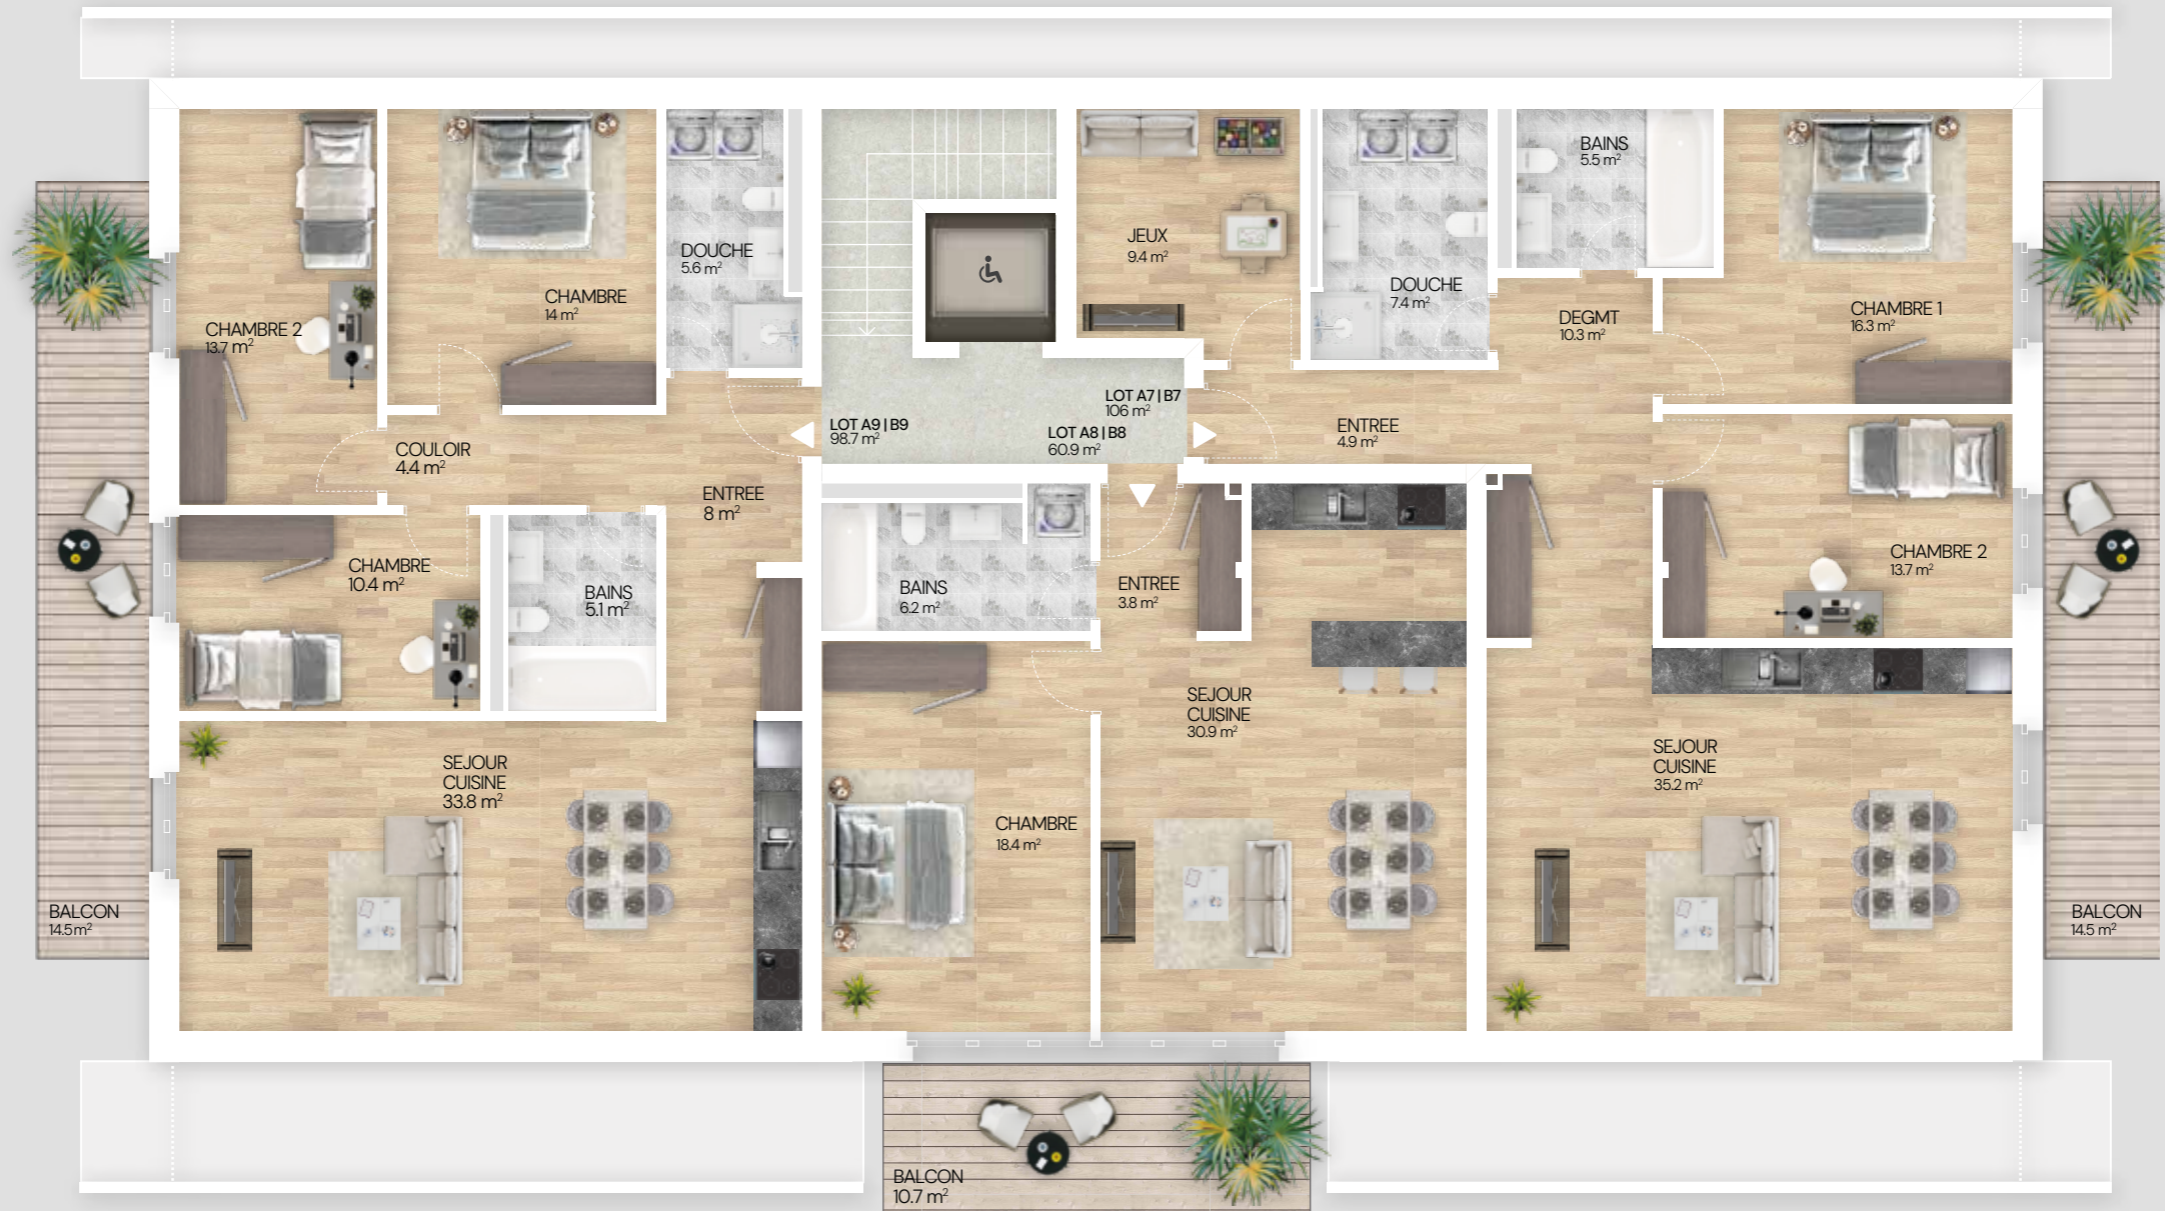 CHAMBRE 2
13.7 m²
CHAMBRE
14 m²
DOUCHE
5.6 m²
JEUX
9.4 m²
DOUCHE
7.4 m²
BAINS
5.5 m²
DEGMT
10.3 m²
CHAMBRE 1
16.3 m²
COULOIR
4.4 m²
ENTREE
8 m²
LOT A9 | B9
98.7 m²
LOT A7 | B7
106 m²
LOT A8 | B8
60.9 m²
ENTREE
4.9 m²
CHAMBRE
10.4 m²
BAINS
5.1 m²
BAINS
6.2 m²
ENTREE
3.8 m²
CHAMBRE 2
13.7 m²
SEJOUR
CUISINE
33.8 m²
CHAMBRE
18.4 m²
SEJOUR
CUISINE
30.9 m²
SEJOUR
CUISINE
35.2 m²
BALCON
14.5m²
BALCON
14.5 m²
BALCON
10.7 m²